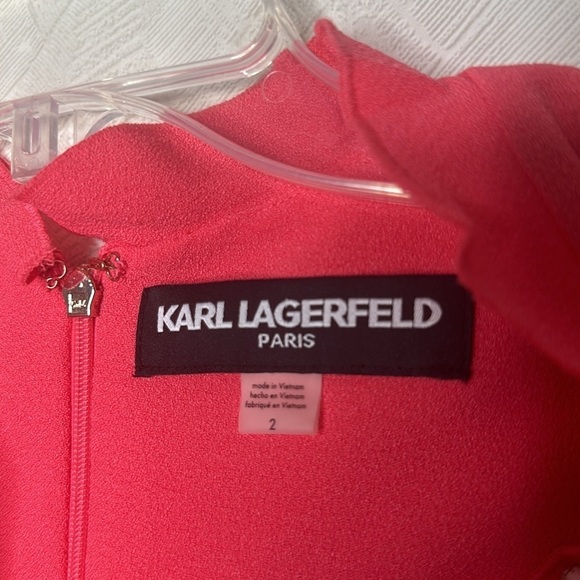 KARL LAGERFELD
PARIS
made in Vietnam
hecho en Vietnam
fabriqué en Vietnam
2